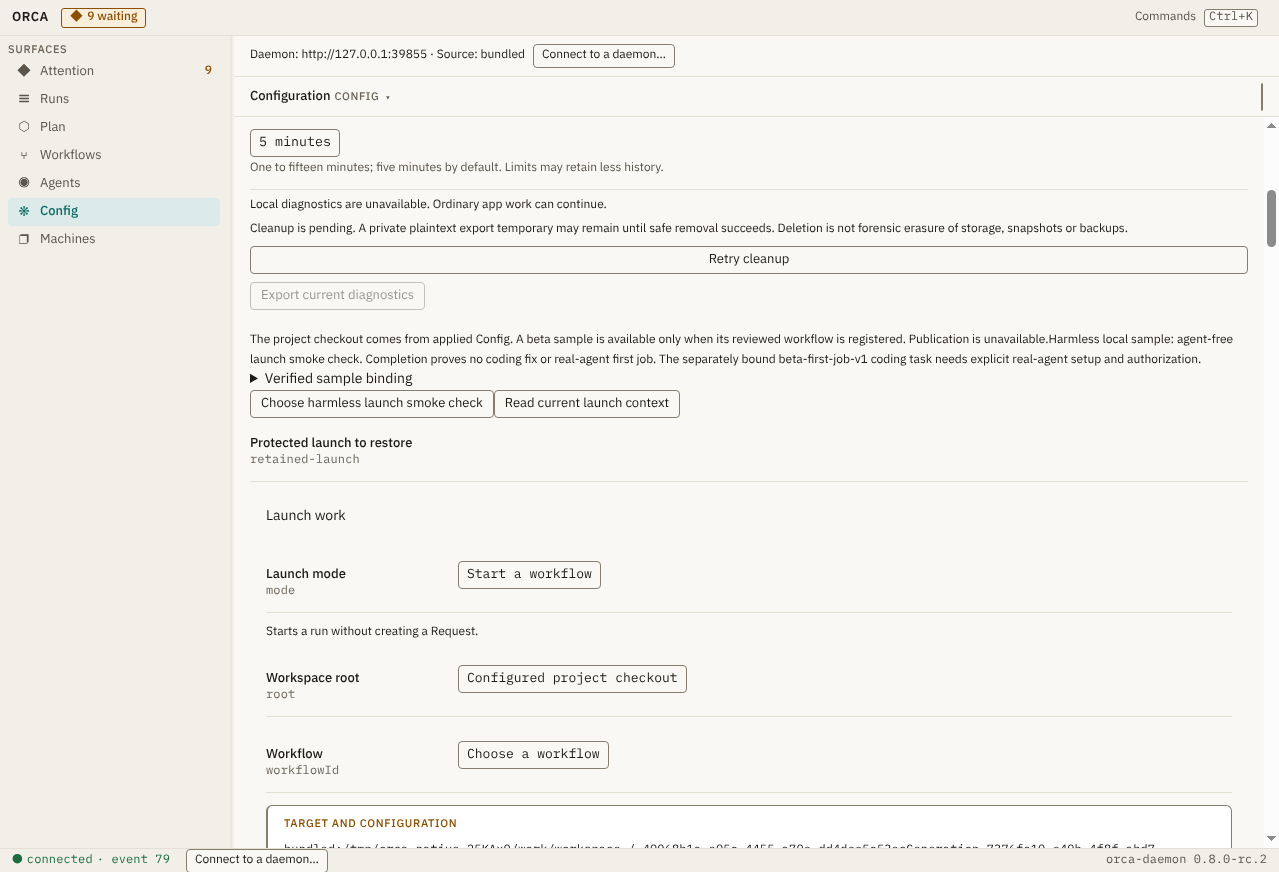 ORCA
9 waiting
Commands Ctrl+K
SURFACES
Attention 9
Runs
Plan
Workflows
Agents
Config
Machines
Daemon: http://127.0.0.1:39855 · Source: bundled
Connect to a daemon…
Configuration CONFIG
5 minutes
One to fifteen minutes; five minutes by default. Limits may retain less history.
Local diagnostics are unavailable. Ordinary app work can continue.
Cleanup is pending. A private plaintext export temporary may remain until safe removal succeeds. Deletion is not forensic erasure of storage, snapshots or backups.
Retry cleanup
Export current diagnostics
The project checkout comes from applied Config. A beta sample is available only when its reviewed workflow is registered. Publication is unavailable.Harmless local sample: agent-free
launch smoke check. Completion proves no coding fix or real-agent first job. The separately bound beta-first-job-v1 coding task needs explicit real-agent setup and authorization.
Verified sample binding
Choose harmless launch smoke check
Read current launch context
Protected launch to restore
retained-launch
Launch work
Launch mode
mode
Start a workflow
Starts a run without creating a Request.
Workspace root
root
Configured project checkout
Workflow
workflowId
Choose a workflow
TARGET AND CONFIGURATION
connected · event 79
Connect to a daemon…
orca-daemon 0.8.0-rc.2